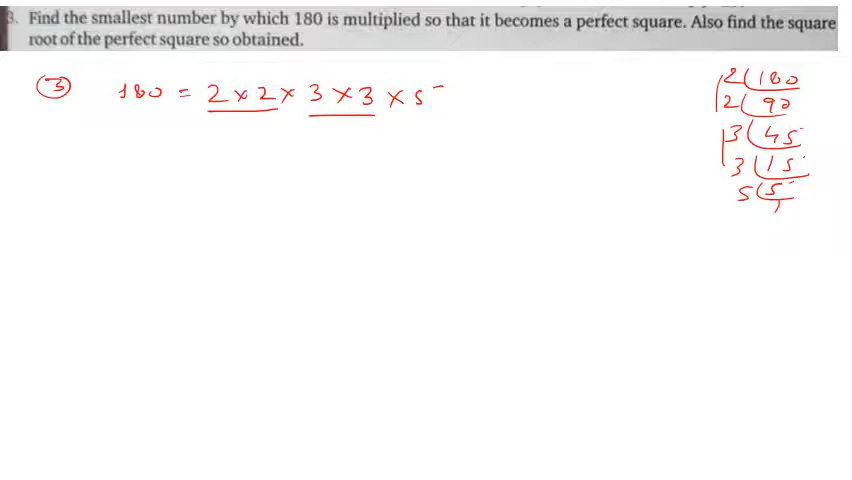 3. Find the smallest number by which 180 is multiplied so that it becomes a perfect square. Also find the square
root of the perfect square so obtained.
3 180 = 2 × 2 × 3 × 3 × 5
2 180
2 90
3 45
3 15
5 5
1